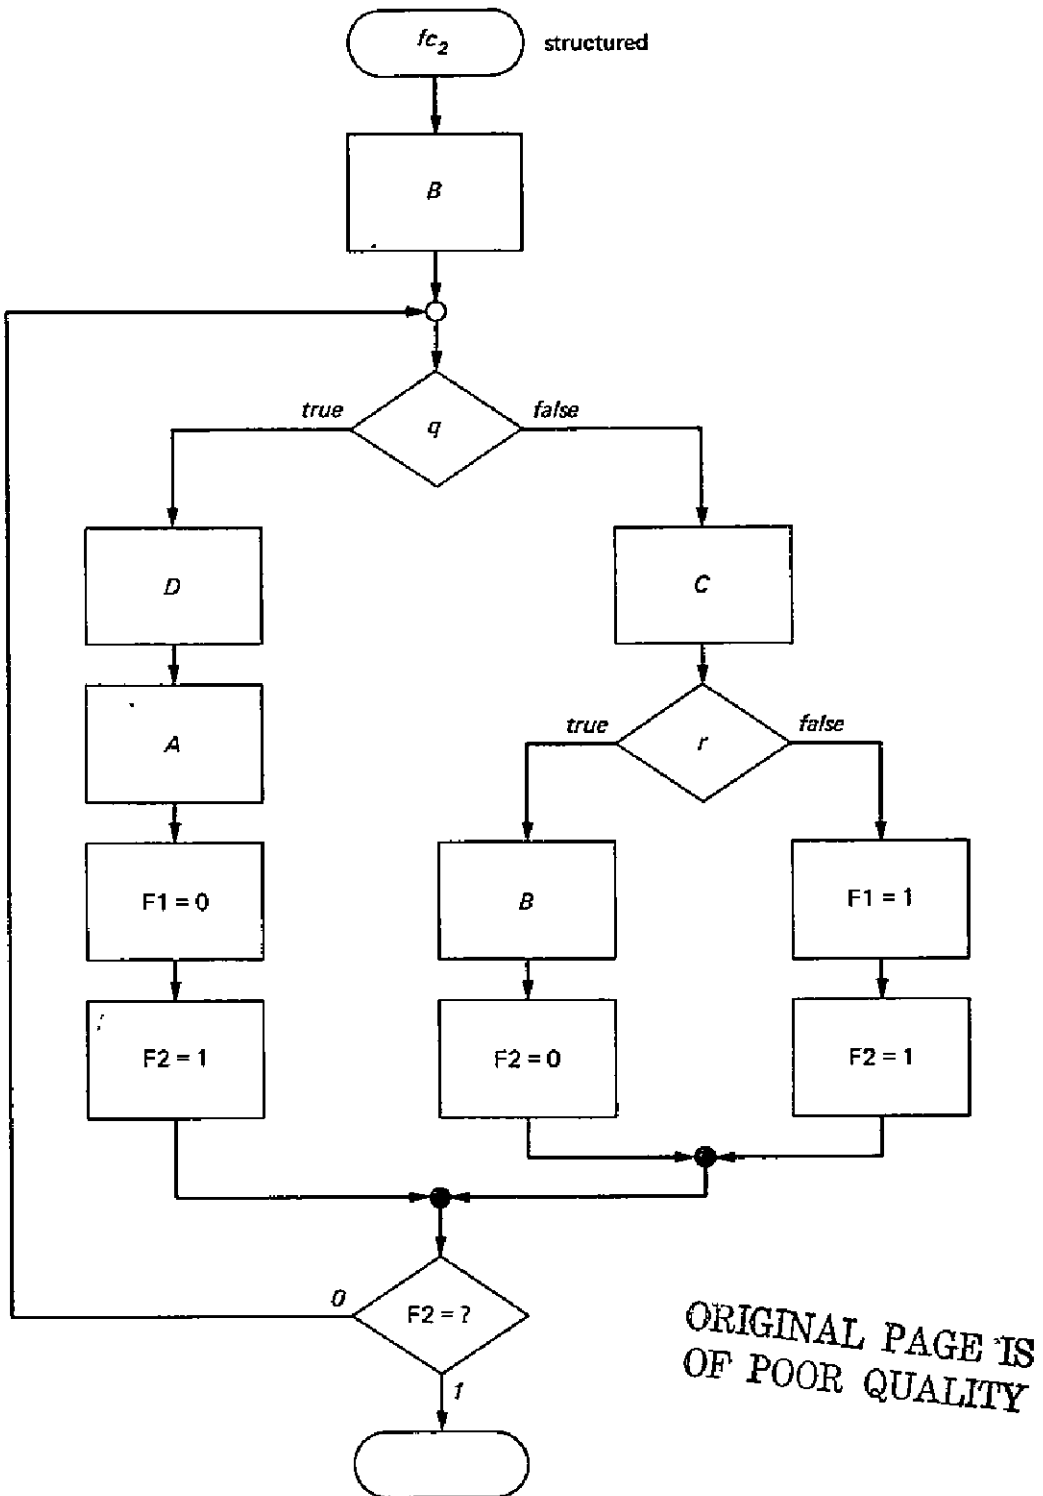 fc2 structured
B
true q false
D C
A true r false
F1 = 0 B F1 = 1
F2 = 1 F2 = 0 F2 = 1
0 F2 = ?
1
ORIGINAL PAGE IS
OF POOR QUALITY